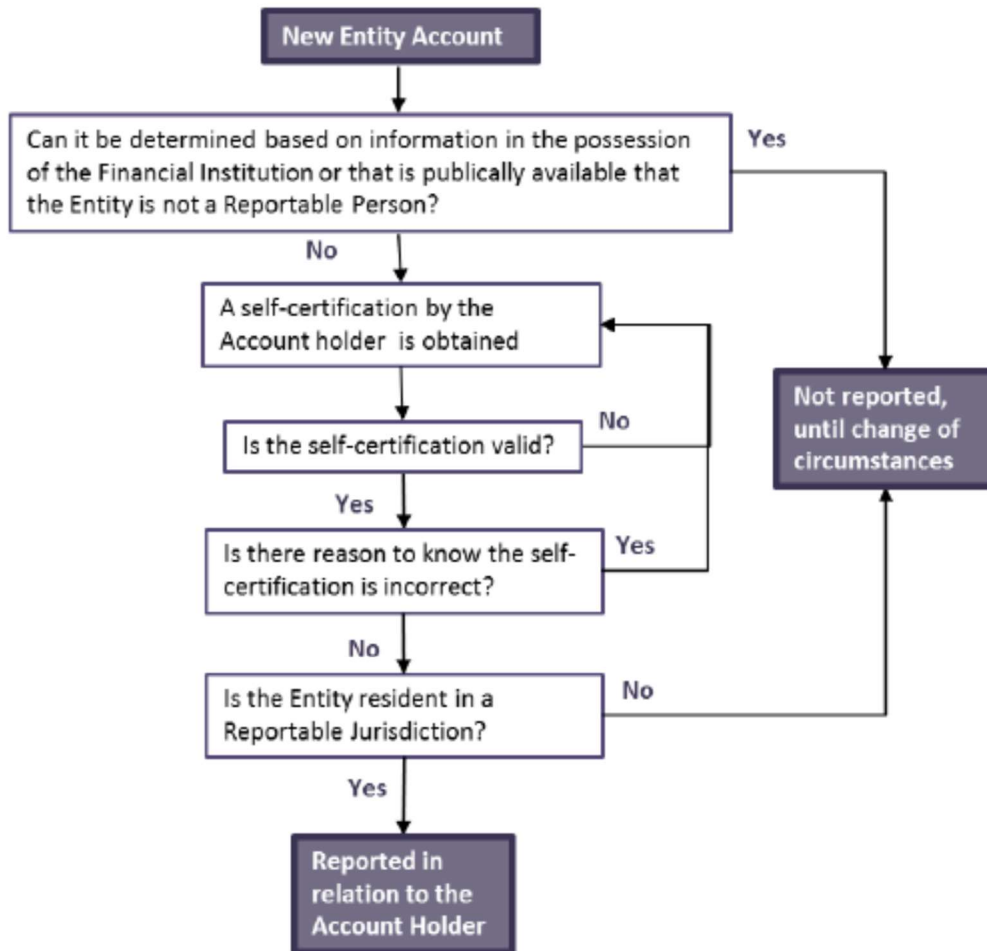 New Entity Account
Can it be determined based on information in the possession
of the Financial Institution or that is publically available that
the Entity is not a Reportable Person?
Yes
No
A self-certification by the
Account holder is obtained
Not reported,
until change of
circumstances
Is the self-certification valid?
No
Yes
Is there reason to know the self-
certification is incorrect?
Yes
No
Is the Entity resident in a
Reportable Jurisdiction?
No
Yes
Reported in
relation to the
Account Holder